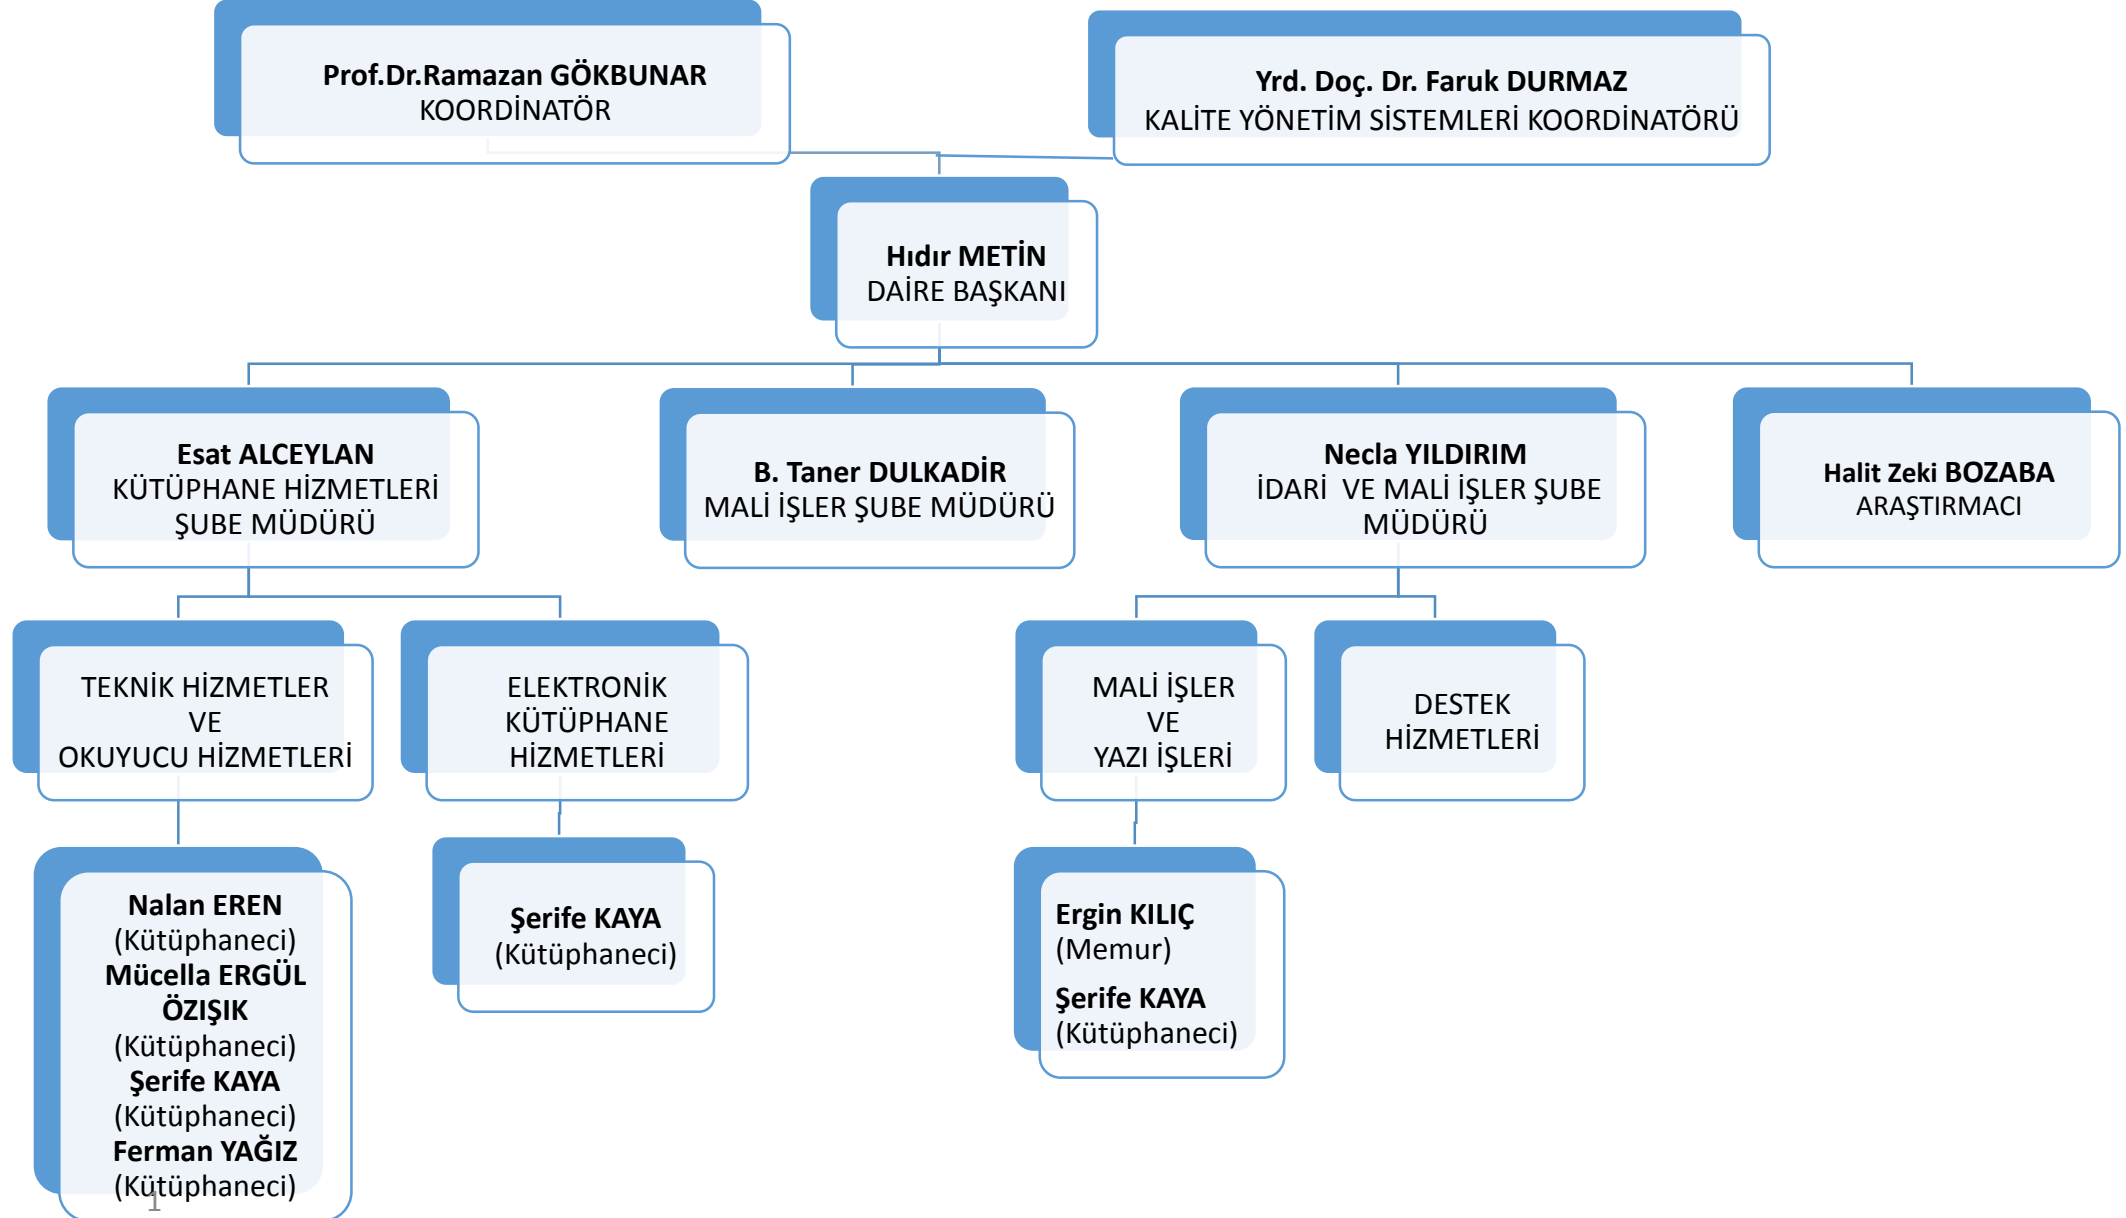 Prof.Dr.Ramazan GÖKBUNAR
KOORDİNATÖR
Yrd. Doç. Dr. Faruk DURMAZ
KALİTE YÖNETİM SİSTEMLERİ KOORDİNATÖRÜ
Hıdır METİN
DAİRE BAŞKANI
Esat ALCEYLAN
KÜTÜPHANE HİZMETLERİ
ŞUBE MÜDÜRÜ
B. Taner DULKADİR
MALİ İŞLER ŞUBE MÜDÜRÜ
Necla YILDIRIM
İDARİ  VE MALİ İŞLER ŞUBE
MÜDÜRÜ
Halit Zeki BOZABA
ARAŞTIRMACI
TEKNİK HİZMETLER
VE
OKUYUCU HİZMETLERİ
ELEKTRONİK
KÜTÜPHANE
HİZMETLERİ
MALİ İŞLER
VE
YAZI İŞLERİ
DESTEK
HİZMETLERİ
Nalan EREN
(Kütüphaneci)
Mücella ERGÜL
ÖZIŞIK
(Kütüphaneci)
Şerife KAYA
(Kütüphaneci)
Ferman YAĞIZ
(Kütüphaneci)
Şerife KAYA
(Kütüphaneci)
Ergin KILIÇ
(Memur)
Şerife KAYA
(Kütüphaneci)
1